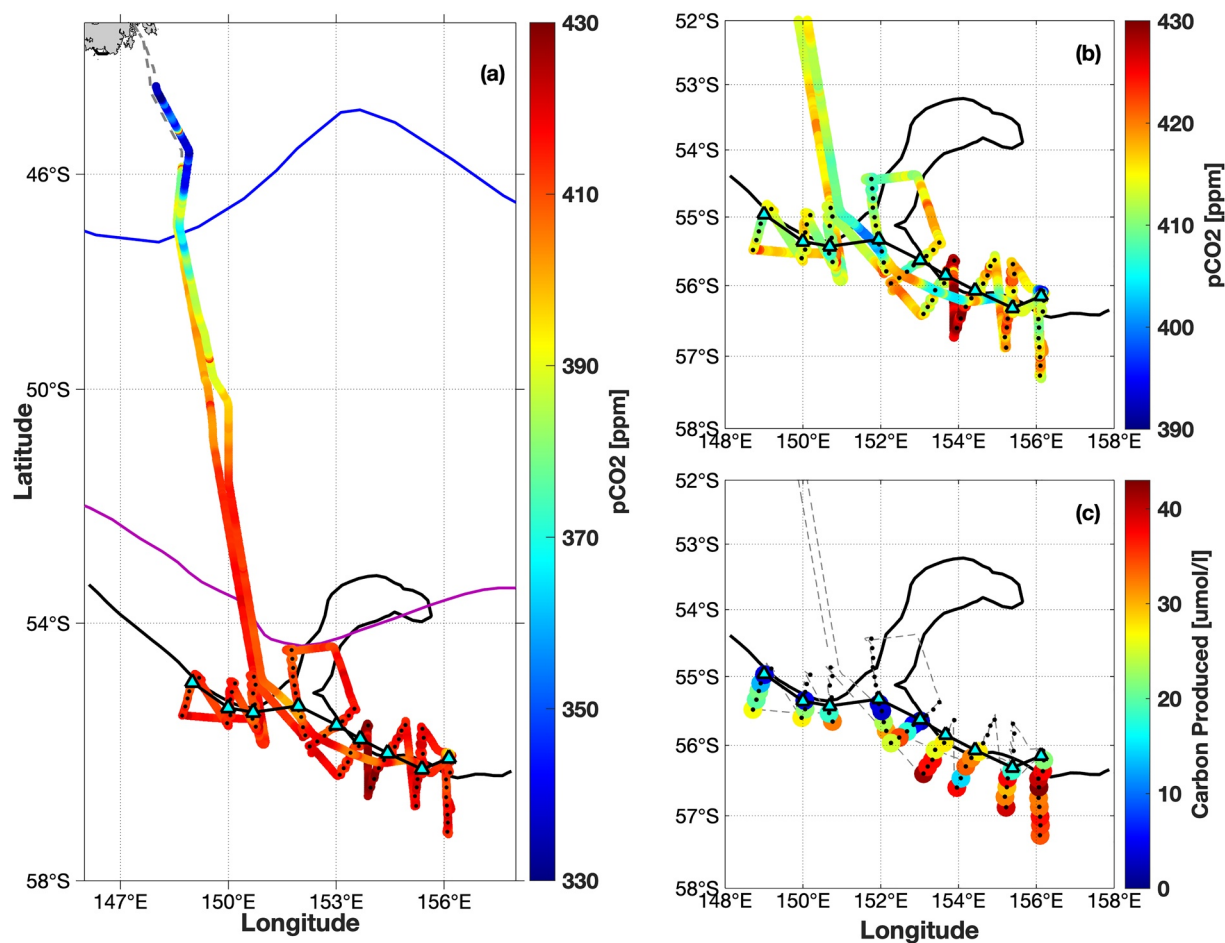 (a)
46°S
50°S
54°S
58°S
Latitude
147°E 150°E 153°E 156°E
Longitude
430
410
390
370
350
330
pCO2 [ppm]
(b)
52°S
53°S
54°S
55°S
56°S
57°S
58°S
148°E 150°E 152°E 154°E 156°E 158°E
430
420
410
400
390
pCO2 [ppm]
(c)
52°S
53°S
54°S
55°S
56°S
57°S
58°S
148°E 150°E 152°E 154°E 156°E 158°E
Longitude
40
30
20
10
0
Carbon Produced [umol/l]